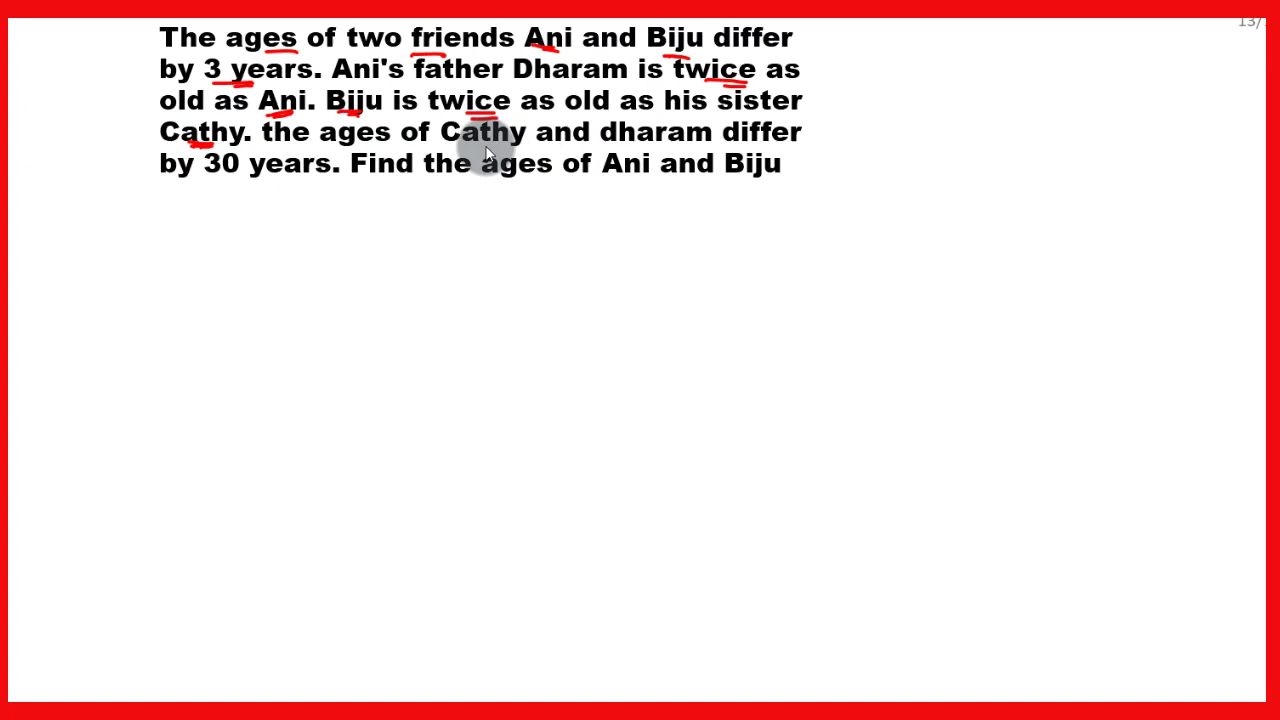 13/
The ages of two friends Ani and Biju differ
by 3 years. Ani's father Dharam is twice as
old as Ani. Biju is twice as old as his sister
Cathy. the ages of Cathy and dharam differ
by 30 years. Find the ages of Ani and Biju